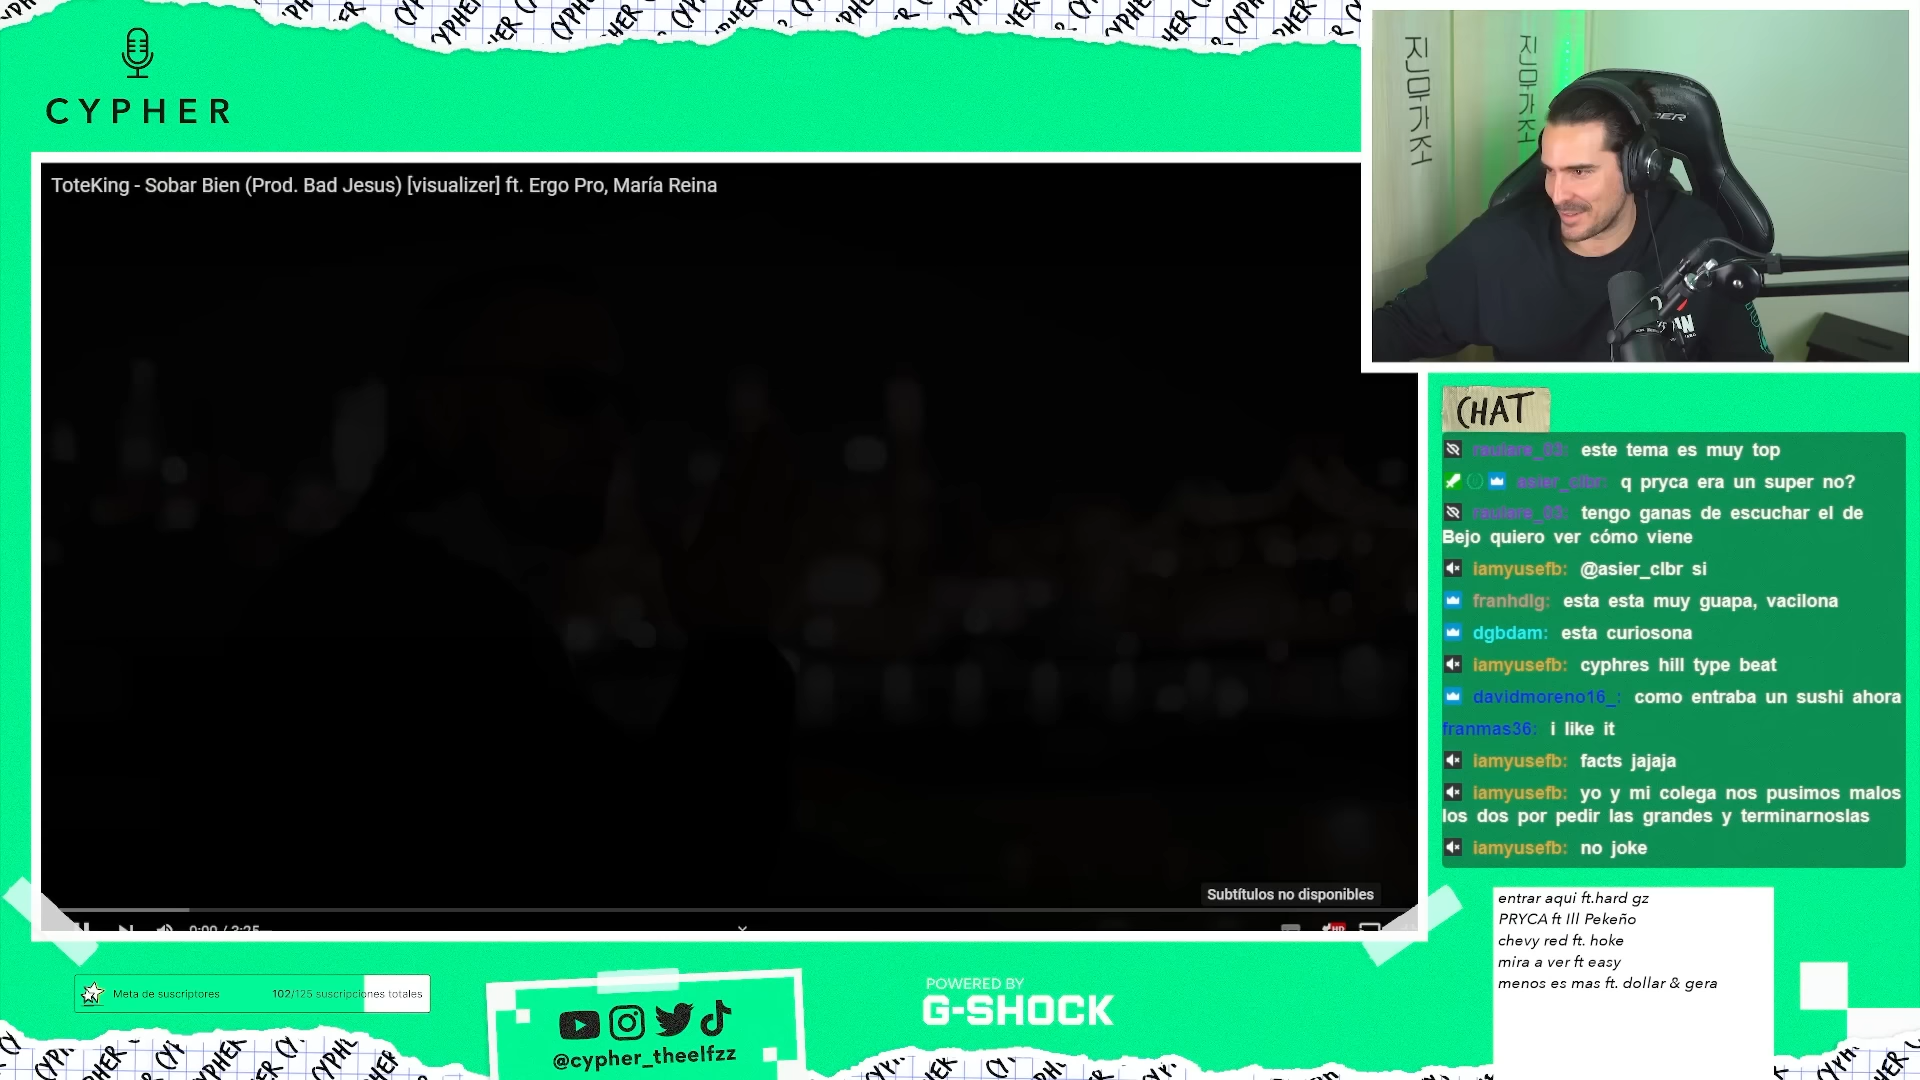 CYPHER
ToteKing - Sobar Bien (Prod. Bad Jesus) [visualizer] ft. Ergo Pro, María Reina
CHAT
este tema es muy top
asier_clbr: q pryca era un super no?
tengo ganas de escuchar el de
Bejo quiero ver cómo viene
iamyusefb: @asier_clbr si
franhdlg: esta esta muy guapa, vacilona
dgbdam: esta curiosona
iamyusefb: cyphres hill type beat
davidmoreno16_: como entraba un sushi ahora
franmas36: i like it
iamyusefb: facts jajaja
iamyusefb: yo y mi colega nos pusimos malos
los dos por pedir las grandes y terminarnoslas
iamyusefb: no joke
Subtítulos no disponibles
0:00 / 3:25
HD
entrar aqui ft.hard gz
PRYCA ft Ill Pekeño
chevy red ft. hoke
mira a ver ft easy
menos es mas ft. dollar & gera
Meta de suscriptores 102/125 suscripciones totales
@cypher_theelfzz
POWERED BY
G-SHOCK